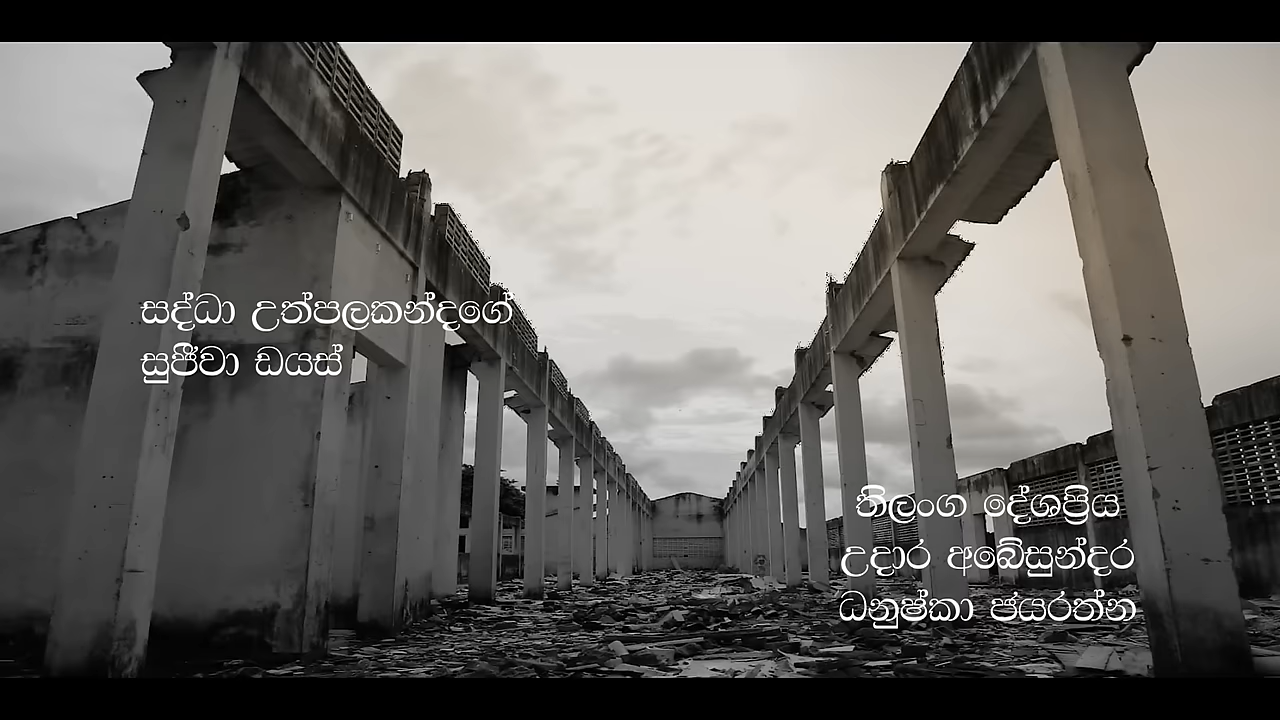 සද්ධා උත්පලකන්දගේ
සුජීවා ඩයස්
තිලංග දේශප්‍රිය
උදාර අබේසුන්දර
ධනුෂ්කා ජයරත්න